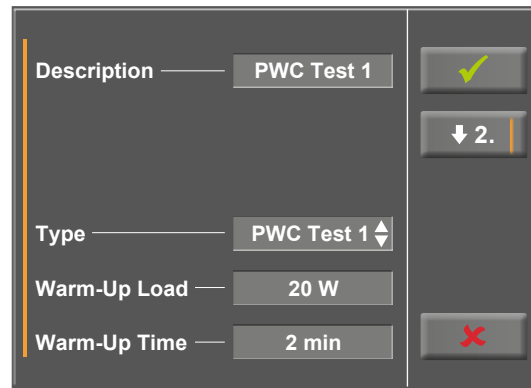 Description PWC Test 1
2.
Type PWC Test 1
Warm-Up Load 20 W
Warm-Up Time 2 min